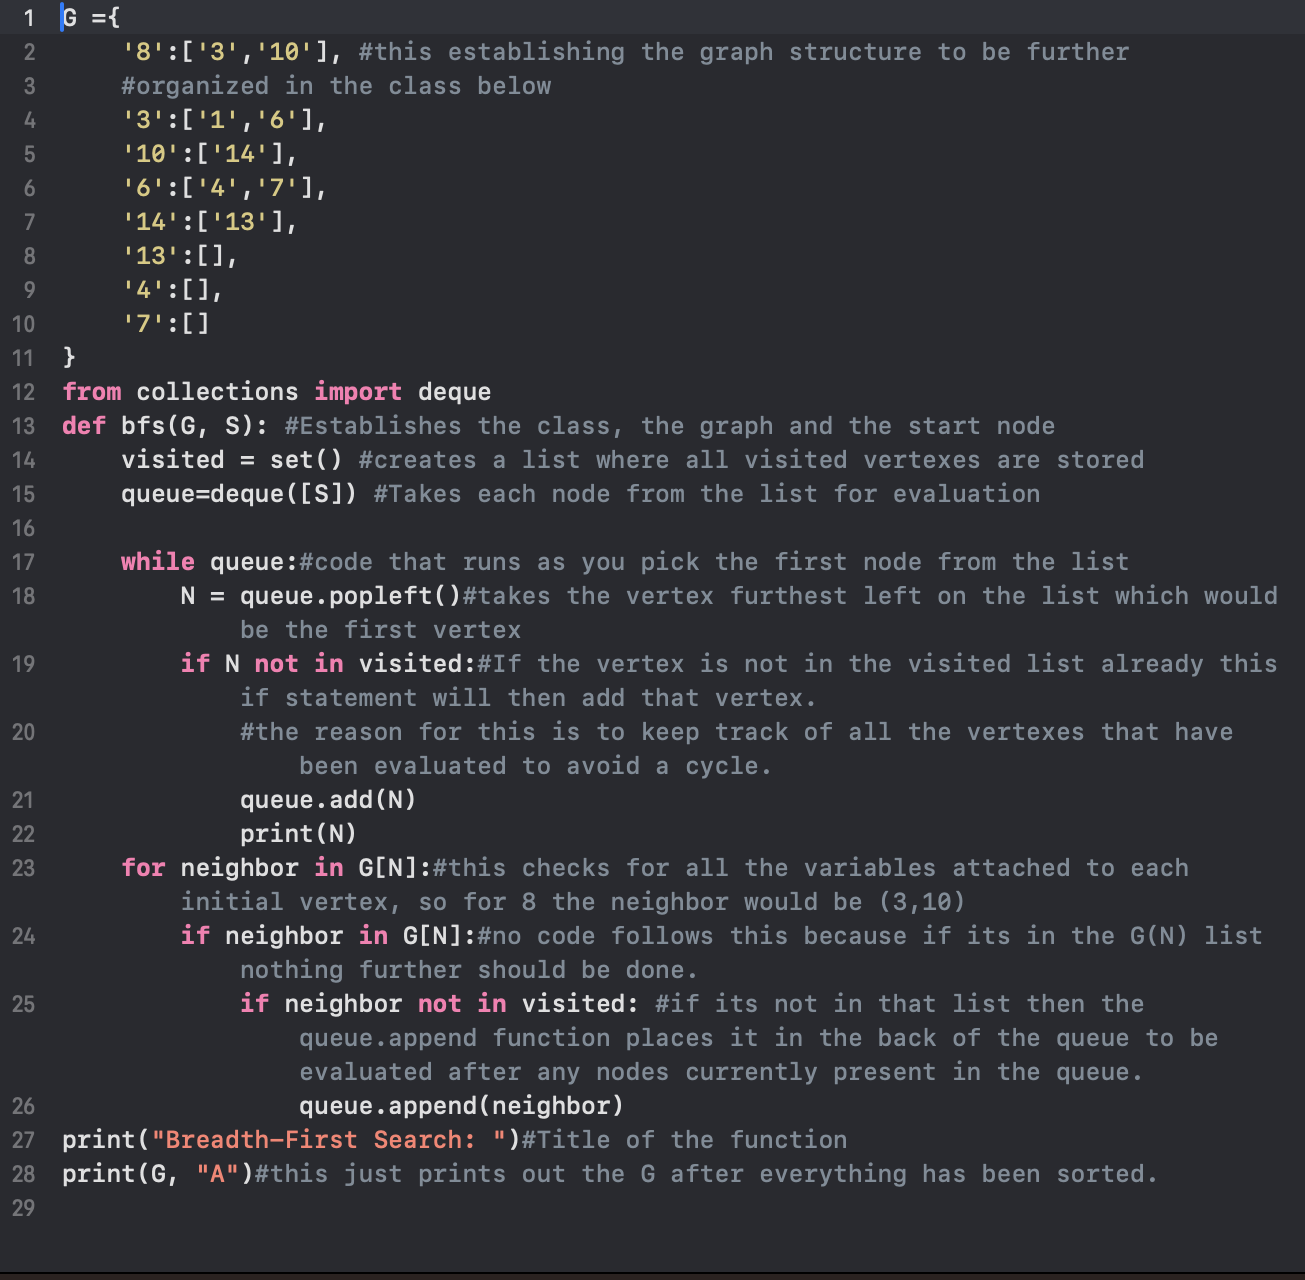 1 G ={
2 '8':['3','10'], #this establishing the graph structure to be further
3 #organized in the class below
4 '3':['1','6'],
5 '10':['14'],
6 '6':['4','7'],
7 '14':['13'],
8 '13':[],
9 '4':[],
10 '7':[]
11 }
12 from collections import deque
13 def bfs(G, S): #Establishes the class, the graph and the start node
14 visited = set() #creates a list where all visited vertexes are stored
15 queue=deque([S]) #Takes each node from the list for evaluation
16
17 while queue:#code that runs as you pick the first node from the list
18 N = queue.popleft()#takes the vertex furthest left on the list which would
be the first vertex
19 if N not in visited:#If the vertex is not in the visited list already this
if statement will then add that vertex.
20 #the reason for this is to keep track of all the vertexes that have
been evaluated to avoid a cycle.
21 queue.add(N)
22 print(N)
23 for neighbor in G[N]:#this checks for all the variables attached to each
initial vertex, so for 8 the neighbor would be (3,10)
24 if neighbor in G[N]:#no code follows this because if its in the G(N) list
nothing further should be done.
25 if neighbor not in visited: #if its not in that list then the
queue.append function places it in the back of the queue to be
evaluated after any nodes currently present in the queue.
26 queue.append(neighbor)
27 print("Breadth-First Search: ")#Title of the function
28 print(G, "A")#this just prints out the G after everything has been sorted.
29